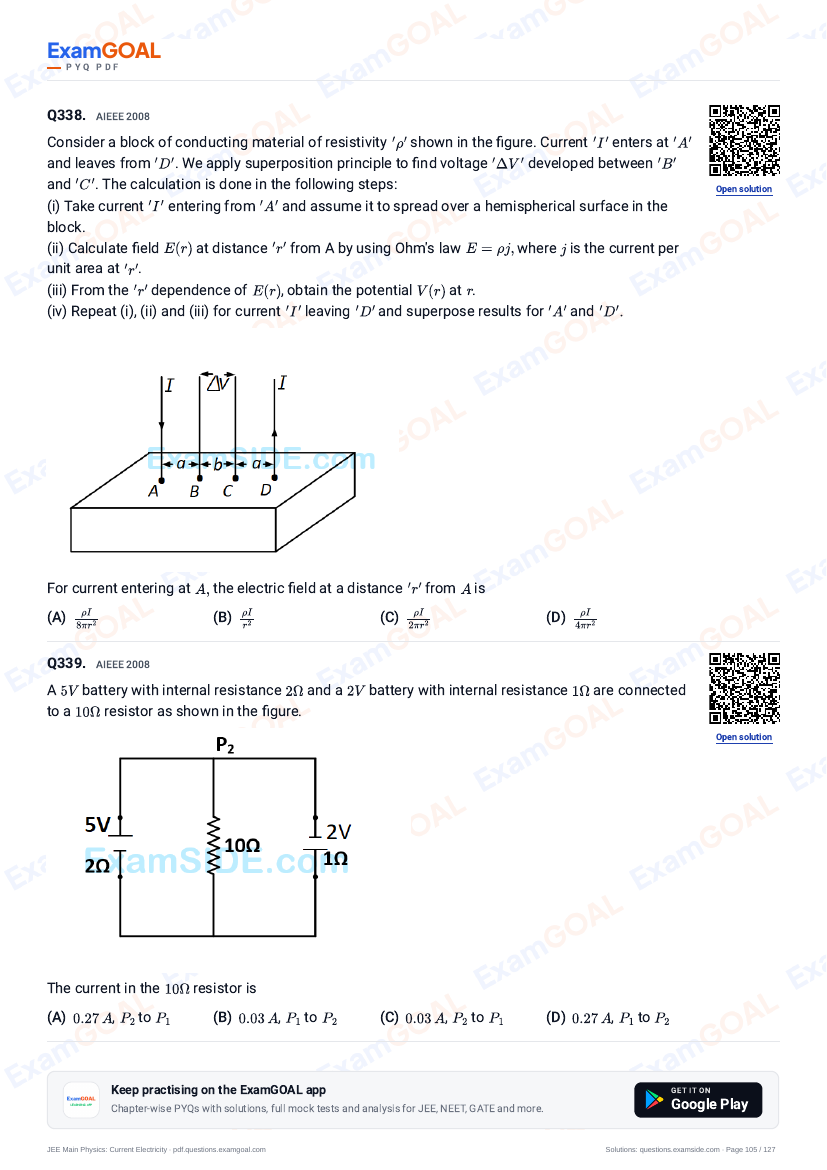 ExamGOAL
PYQ PDF
Q338. AIEEE 2008
Consider a block of conducting material of resistivity 'ρ' shown in the figure. Current 'I' enters at 'A'
and leaves from 'D'. We apply superposition principle to find voltage 'ΔV' developed between 'B'
and 'C'. The calculation is done in the following steps:
(i) Take current 'I' entering from 'A' and assume it to spread over a hemispherical surface in the
block.
(ii) Calculate field E(r) at distance 'r' from A by using Ohm's law E = ρj, where j is the current per
unit area at 'r'.
(iii) From the 'r' dependence of E(r), obtain the potential V(r) at r.
(iv) Repeat (i), (ii) and (iii) for current 'I' leaving 'D' and superpose results for 'A' and 'D'.
Open solution
I ΔV I
a b a
A B C D
ExamSIDE.com
For current entering at A, the electric field at a distance 'r' from A is
(A) ρI/8πr² (B) ρI/r² (C) ρI/2πr² (D) ρI/4πr²
Q339. AIEEE 2008
A 5V battery with internal resistance 2Ω and a 2V battery with internal resistance 1Ω are connected
to a 10Ω resistor as shown in the figure.
Open solution
P₂
5V 2V
10Ω
2Ω 1Ω
ExamSIDE.com
The current in the 10Ω resistor is
(A) 0.27 A, P₂ to P₁ (B) 0.03 A, P₁ to P₂ (C) 0.03 A, P₂ to P₁ (D) 0.27 A, P₁ to P₂
ExamGOAL
Keep practising on the ExamGOAL app
Chapter-wise PYQs with solutions, full mock tests and analysis for JEE, NEET, GATE and more.
GET IT ON
Google Play
JEE Main Physics: Current Electricity · pdf.questions.examgoal.com
Solutions: questions.examside.com · Page 105 / 127